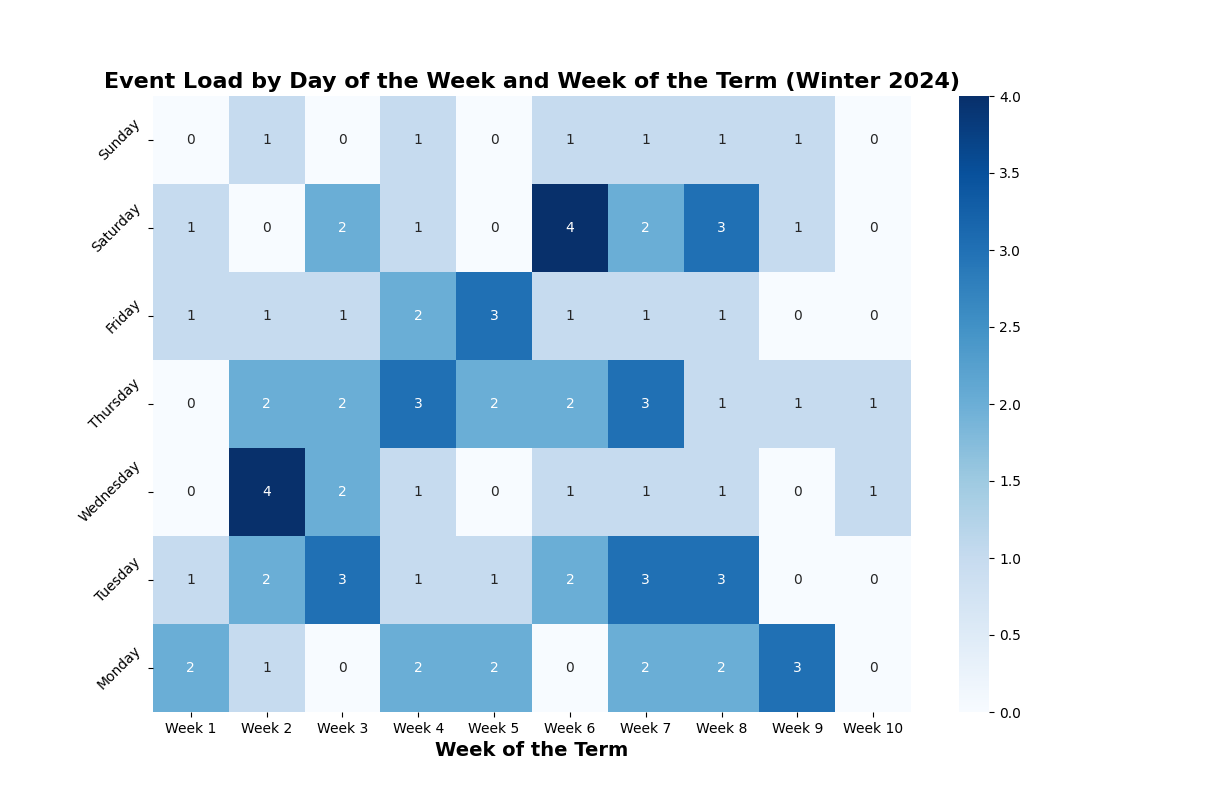 Event Load by Day of the Week and Week of the Term (Winter 2024)
Sunday 0 1 0 1 0 1 1 1 1 0
Saturday 1 0 2 1 0 4 2 3 1 0
Friday 1 1 1 2 3 1 1 1 0 0
Thursday 0 2 2 3 2 2 3 1 1 1
Wednesday 0 4 2 1 0 1 1 1 0 1
Tuesday 1 2 3 1 1 2 3 3 0 0
Monday 2 1 0 2 2 0 2 2 3 0
Week 1 Week 2 Week 3 Week 4 Week 5 Week 6 Week 7 Week 8 Week 9 Week 10
Week of the Term
4.0
3.5
3.0
2.5
2.0
1.5
1.0
0.5
0.0